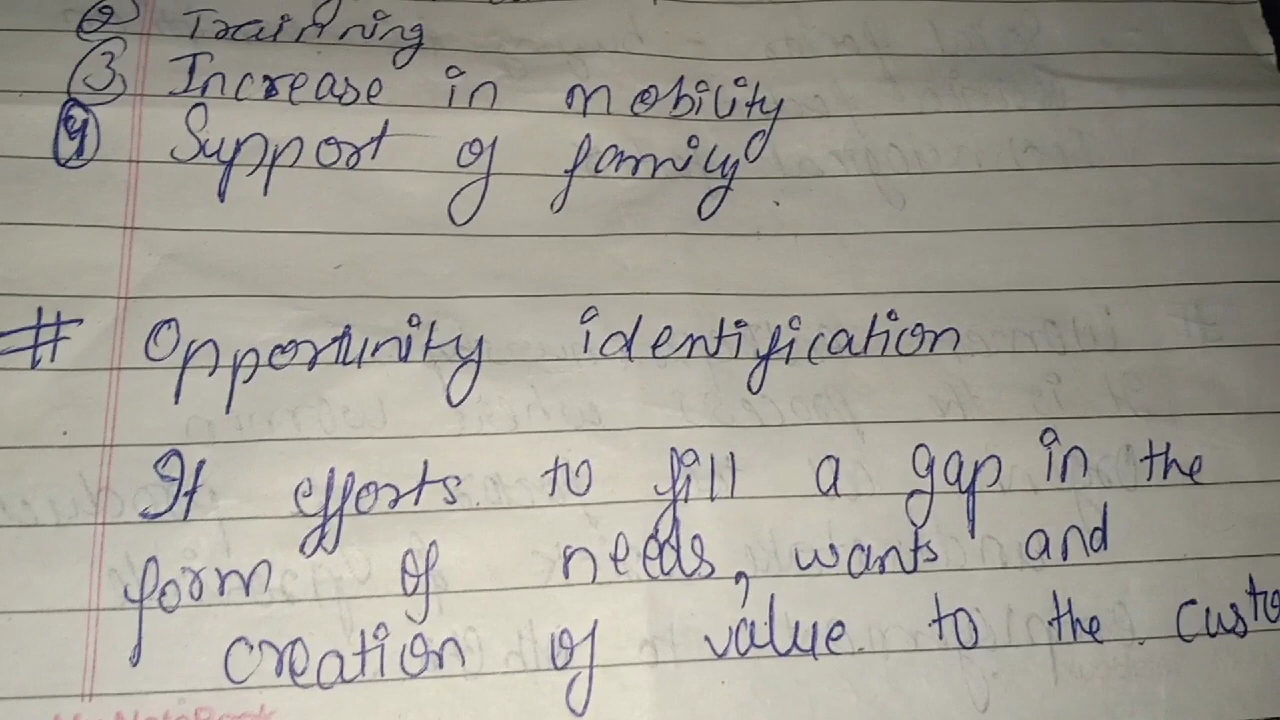 ② Trainning
③ Increase in mobility
④ Support of family
# Opportunity identification
It efforts to fill a gap in the
form of needs, wants and
creation of value to the custo